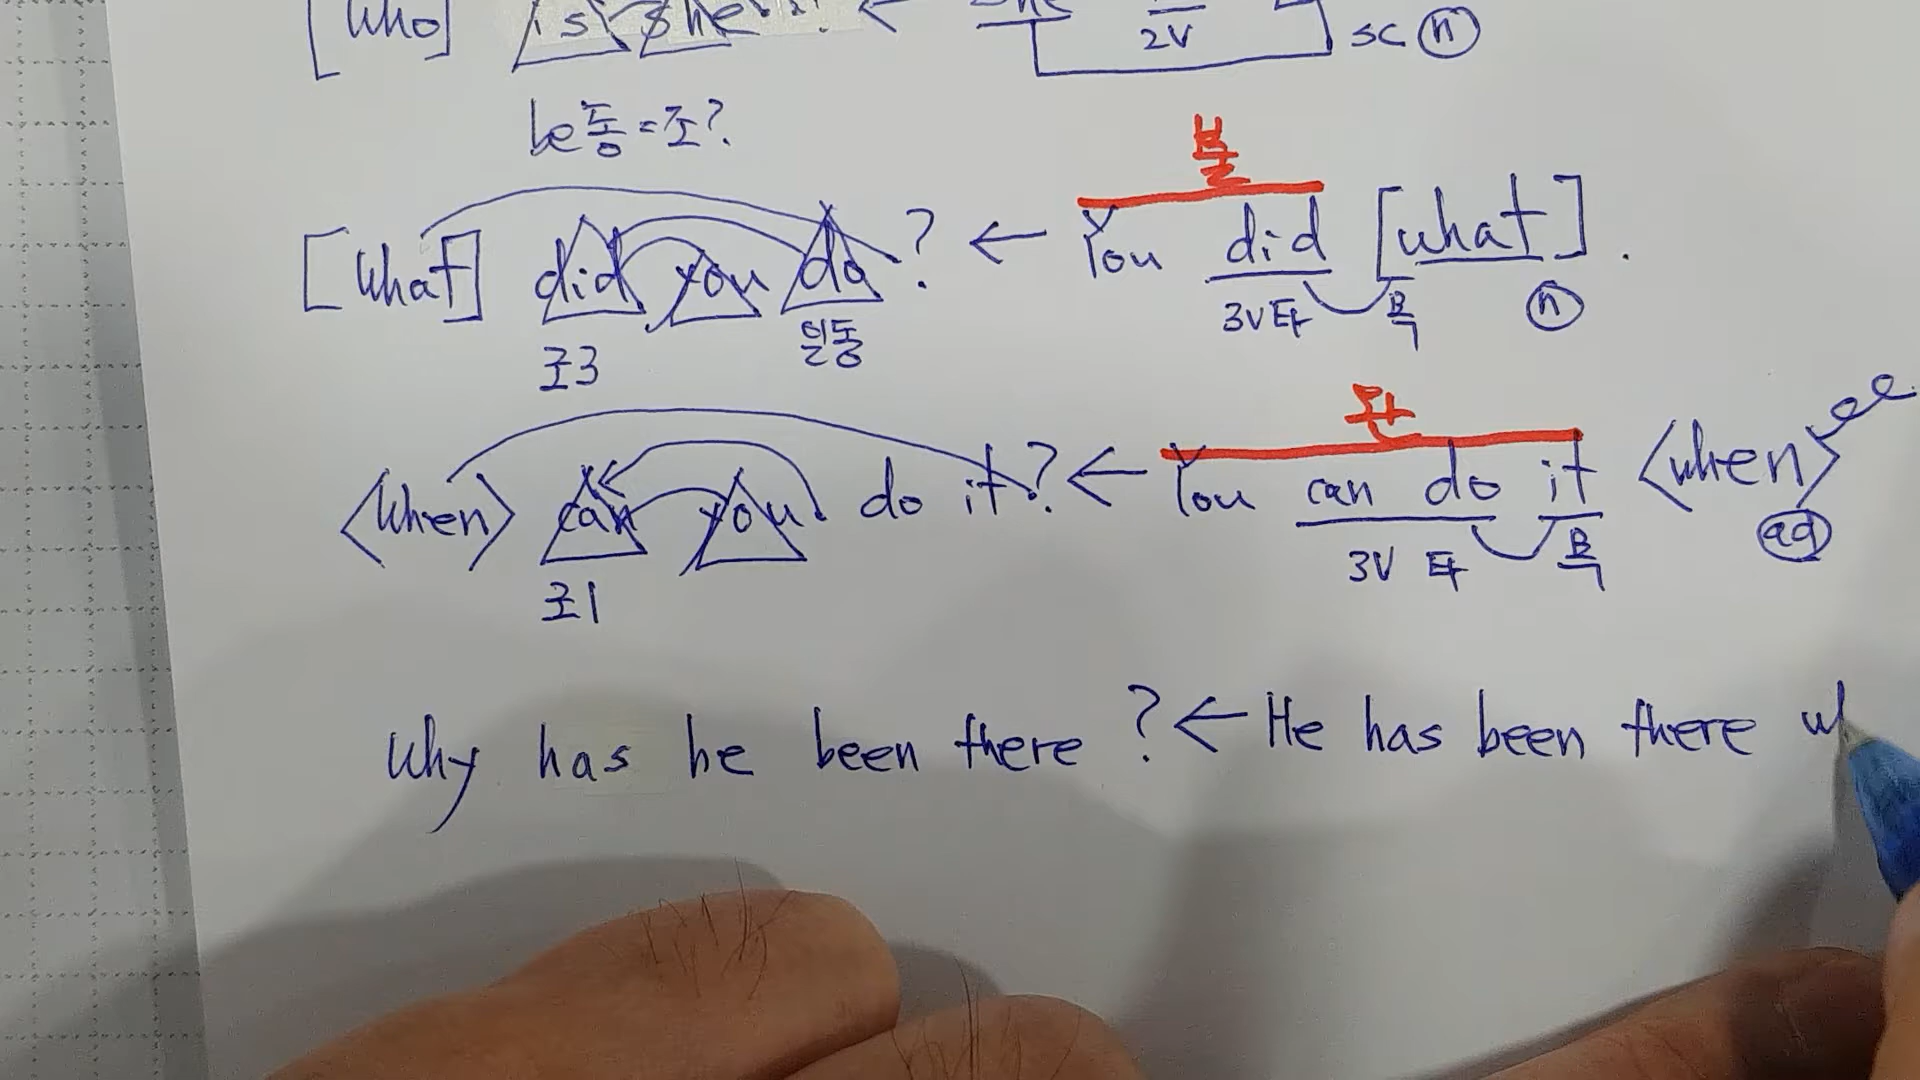 [Who] is she ? ← She 2V sc ⓝ
be동=조?
불
[What] did you do ? ← You did [what] .
조3 일동 3V타 목 ⓝ
완
<When> can you do it? ← You can do it <when>
조1 3V 타 목 ad
Why has he been there ? ← He has been there wh